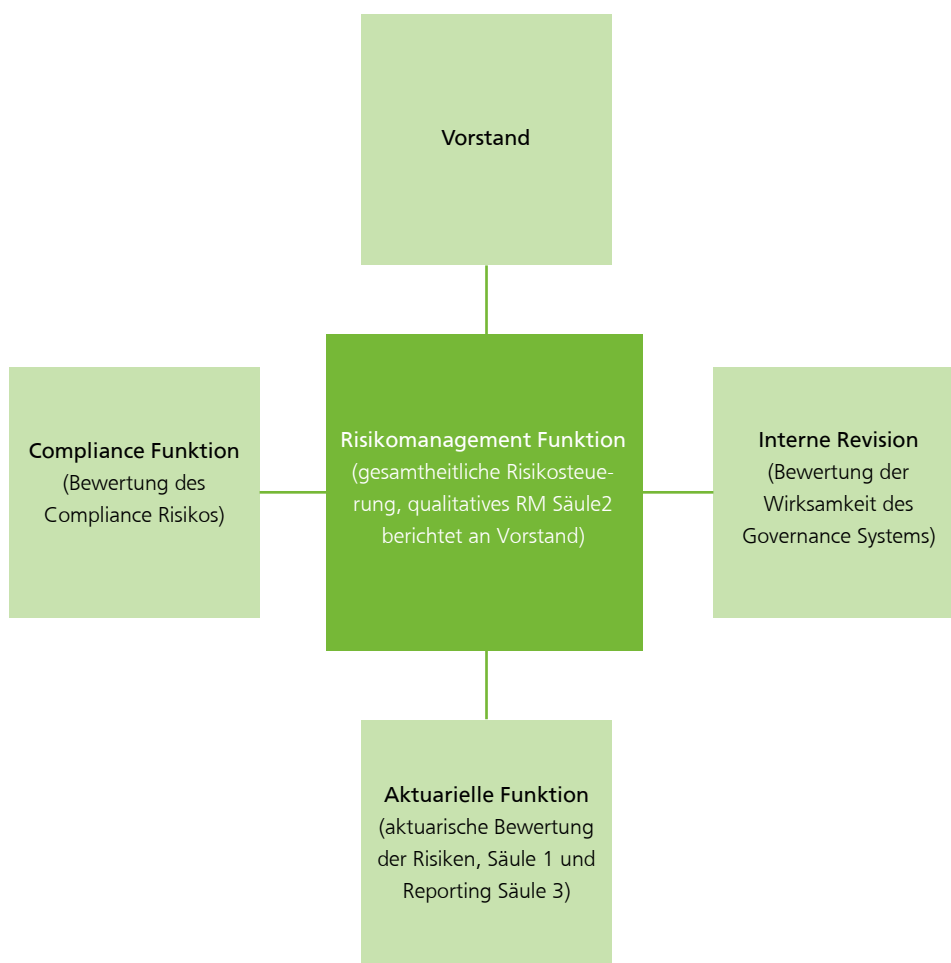 Vorstand
Compliance Funktion
(Bewertung des
Compliance Risikos)
Risikomanagement Funktion
(gesamtheitliche Risikosteue-
rung, qualitatives RM Säule2
berichtet an Vorstand)
Interne Revision
(Bewertung der
Wirksamkeit des
Governance Systems)
Aktuarielle Funktion
(aktuarische Bewertung
der Risiken, Säule 1 und
Reporting Säule 3)